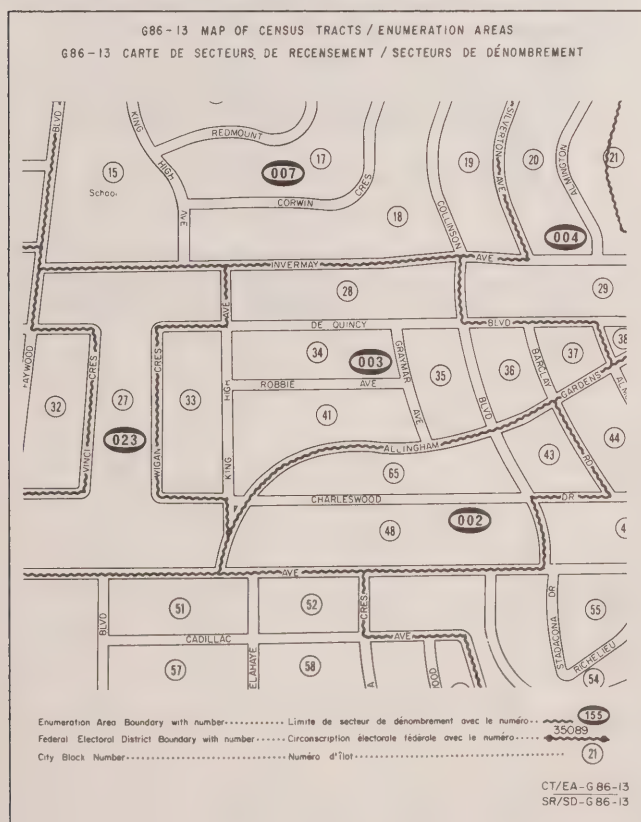 G86-13 MAP OF CENSUS TRACTS / ENUMERATION AREAS
G86-13 CARTE DE SECTEURS DE RECENSEMENT / SECTEURS DE DÉNOMBREMENT
BLVD
KING
HIGH
AVE
REDMOUNT
17
007
15
School
CORWIN
CRES
18
COLLINSON
19
SILVERTON AVE
20
ALMINGTON
21
004
INVERMAY
AVE
28
29
AVE
DE QUINCY
BLVD
34
003
GRAYMAR
AVE
35
36
BARCLAY
37
38
GARDENS
ROBBIE AVE
HIGH
KING
33
WIGAN
CRES
27
023
VINCI
CRES
32
41
ALLINGHAM
BLVD
43
RD
44
65
CHARLESWOOD
DR
48
002
AVE
51
52
CRES.
BLVD
CADILLAC
AVE
57
58
STADACONA DR
55
RICHELIEU
54
Enumeration Area Boundary with number Limite de secteur de dénombrement avec le numéro 155
Federal Electoral District Boundary with number Circonscription électorale fédérale avec le numéro 35089
City Block Number Numéro d'îlot 21
CT/EA-G86-13
SR/SD-G86-13